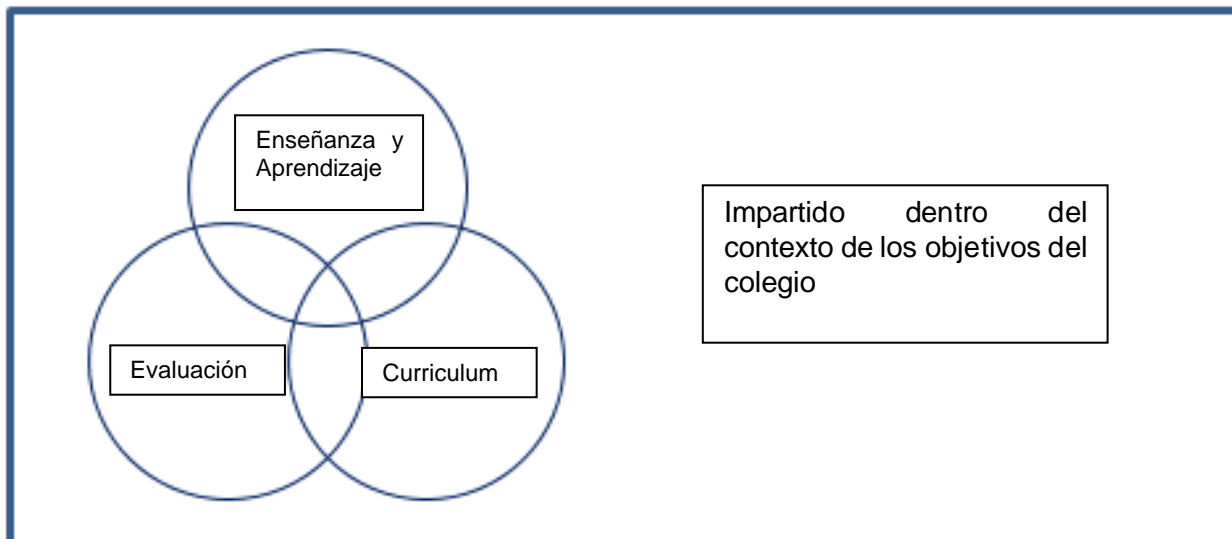 Enseñanza y
Aprendizaje
Impartido dentro del
contexto de los objetivos del
colegio
Evaluación
Curriculum